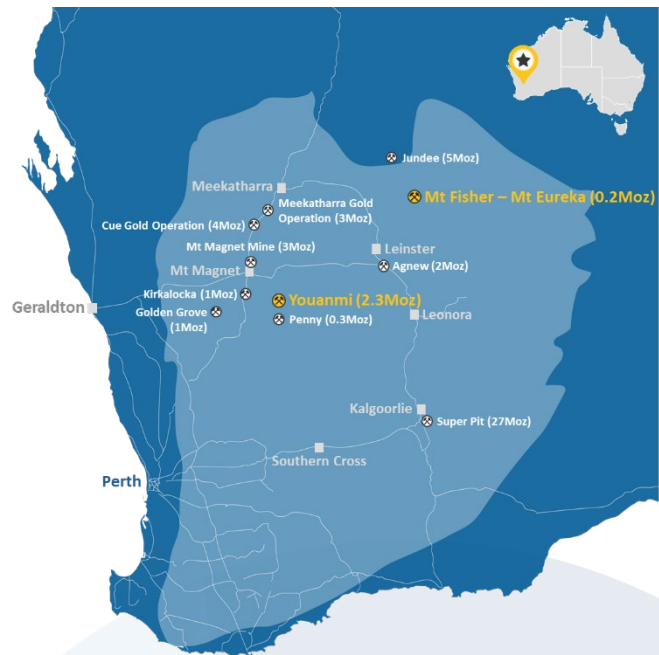 Jundee (5Moz)
Meekatharra
Mt Fisher – Mt Eureka (0.2Moz)
Meekatharra Gold
Operation (3Moz)
Cue Gold Operation (4Moz)
Mt Magnet Mine (3Moz)
Leinster
Mt Magnet
Agnew (2Moz)
Kirkalocka (1Moz)
Youanmi (2.3Moz)
Geraldton
Golden Grove
(1Moz)
Penny (0.3Moz)
Leonora
Kalgoorlie
Super Pit (27Moz)
Southern Cross
Perth